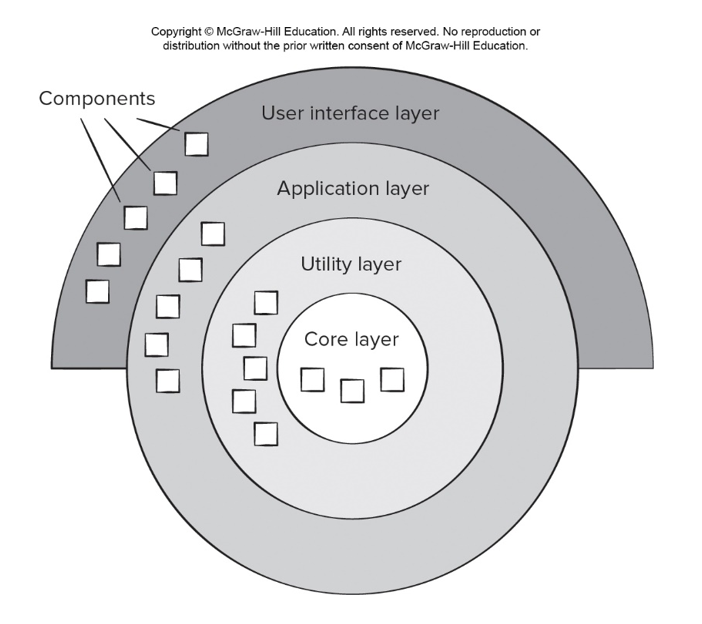 Copyright © McGraw-Hill Education. All rights reserved. No reproduction or
distribution without the prior written consent of McGraw-Hill Education.
Components
User interface layer
Application layer
Utility layer
Core layer